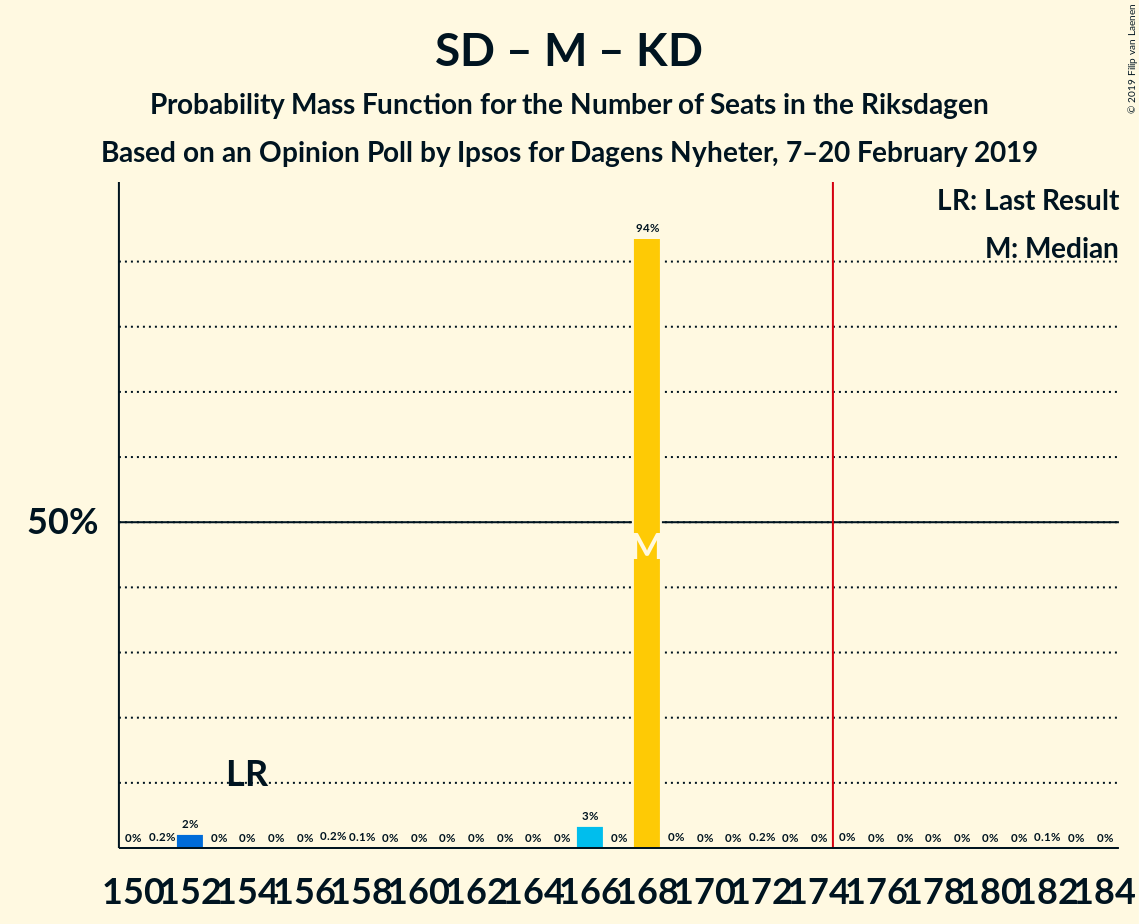 SD – M – KD
Probability Mass Function for the Number of Seats in the Riksdagen
Based on an Opinion Poll by Ipsos for Dagens Nyheter, 7–20 February 2019
© 2019 Filip van Laenen
LR: Last Result
M: Median
94%
50%
M
LR
3%
2%
0% 0.2% 0% 0% 0% 0% 0.2% 0.1% 0% 0% 0% 0% 0% 0% 0% 0% 0% 0% 0.2% 0% 0% 0% 0% 0% 0% 0% 0% 0% 0.1% 0% 0%
150 152 154 156 158 160 162 164 166 168 170 172 174 176 178 180 182 184